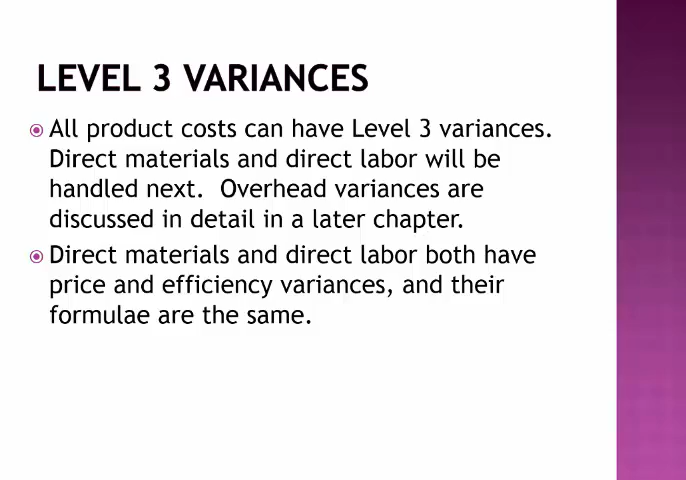 LEVEL 3 VARIANCES
All product costs can have Level 3 variances.
Direct materials and direct labor will be
handled next.  Overhead variances are
discussed in detail in a later chapter.
Direct materials and direct labor both have
price and efficiency variances, and their
formulae are the same.